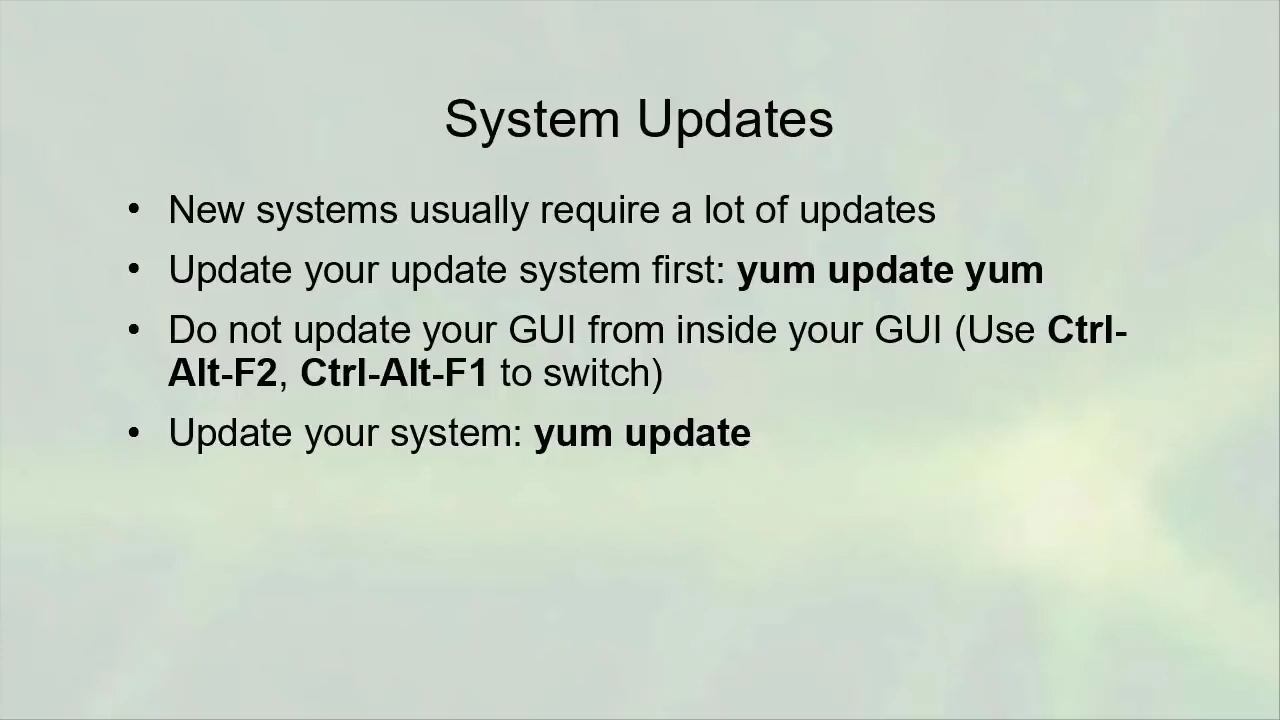 System Updates
• New systems usually require a lot of updates
• Update your update system first: yum update yum
• Do not update your GUI from inside your GUI (Use Ctrl-
Alt-F2, Ctrl-Alt-F1 to switch)
• Update your system: yum update